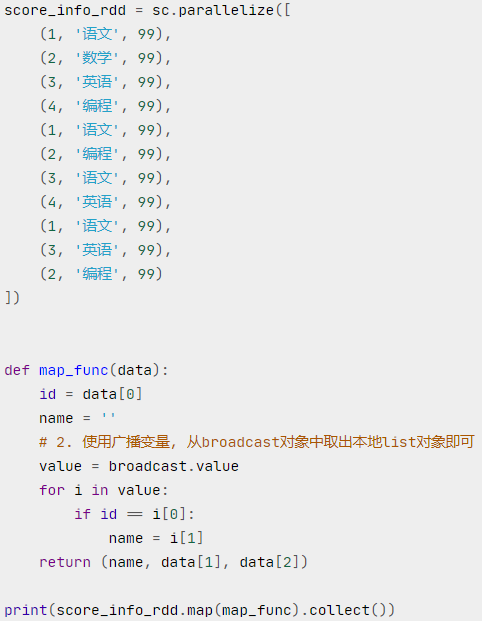 score_info_rdd = sc.parallelize([
    (1, '语文', 99),
    (2, '数学', 99),
    (3, '英语', 99),
    (4, '编程', 99),
    (1, '语文', 99),
    (2, '编程', 99),
    (3, '语文', 99),
    (4, '英语', 99),
    (1, '语文', 99),
    (3, '英语', 99),
    (2, '编程', 99)
])
def map_func(data):
    id = data[0]
    name = ''
    # 2. 使用广播变量, 从broadcast对象中取出本地list对象即可
    value = broadcast.value
    for i in value:
        if id == i[0]:
            name = i[1]
    return (name, data[1], data[2])
print(score_info_rdd.map(map_func).collect())